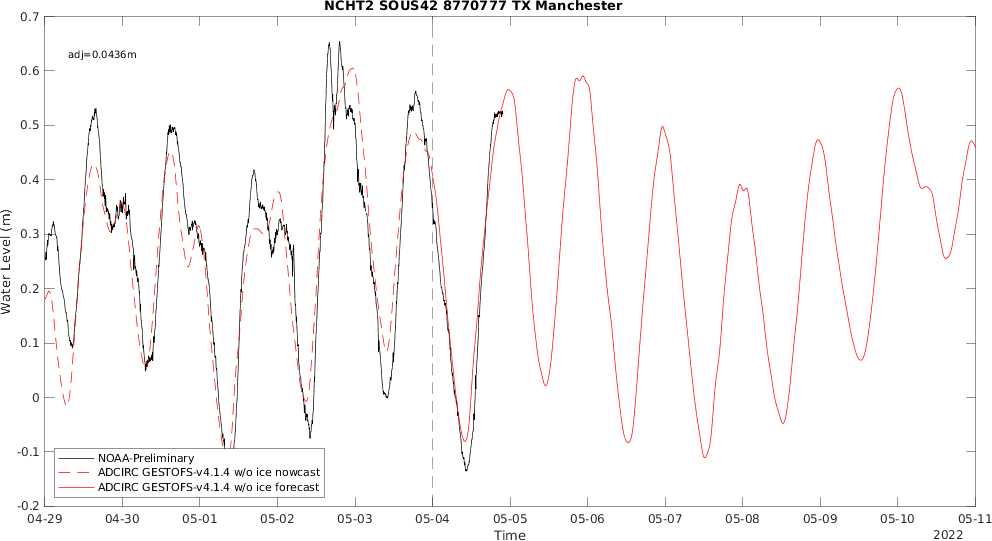 NCHT2 SOUS42 8770777 TX Manchester
adj=0.0436m
0.7
0.6
0.5
0.4
0.3
0.2
0.1
0
-0.1
-0.2
Water Level (m)
NOAA-Preliminary
ADCIRC GESTOFS-v4.1.4 w/o ice nowcast
ADCIRC GESTOFS-v4.1.4 w/o ice forecast
04-29 04-30 05-01 05-02 05-03 05-04 05-05 05-06 05-07 05-08 05-09 05-10 05-11
Time
2022